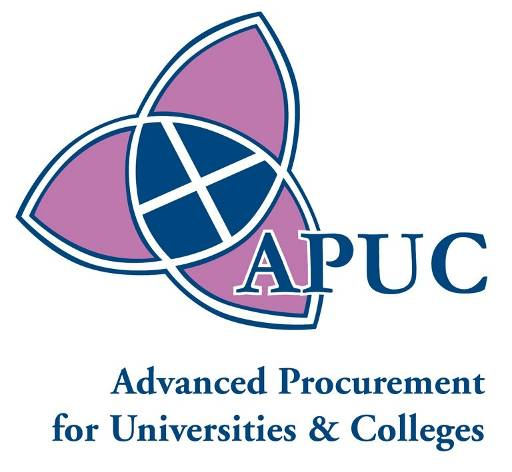 APUC
Advanced Procurement
for Universities & Colleges